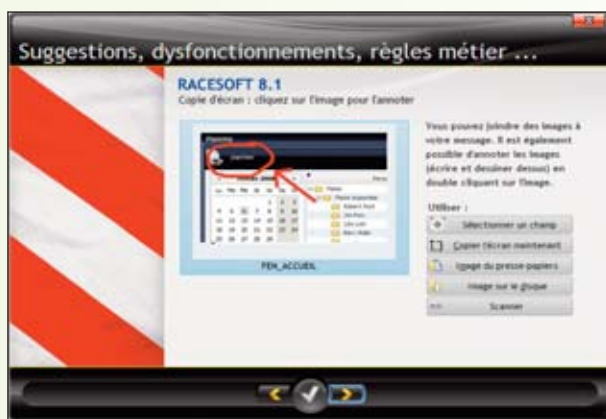 Suggestions, dysfonctionnements, règles métier ...
RACESOFT 8.1
Copie d'écran : cliquez sur l'image pour l'annoter
Vous pouvez joindre des images à
votre message. Il est également
possible d'annoter les images
(écrire et dessiner dessus) en
double cliquant sur l'image.
Utiliser :
Sélectionner un champ
Copier l'écran maintenant
Image du presse-papiers
Image sur le disque
Scanner
Planning
FEN_ACCUEIL